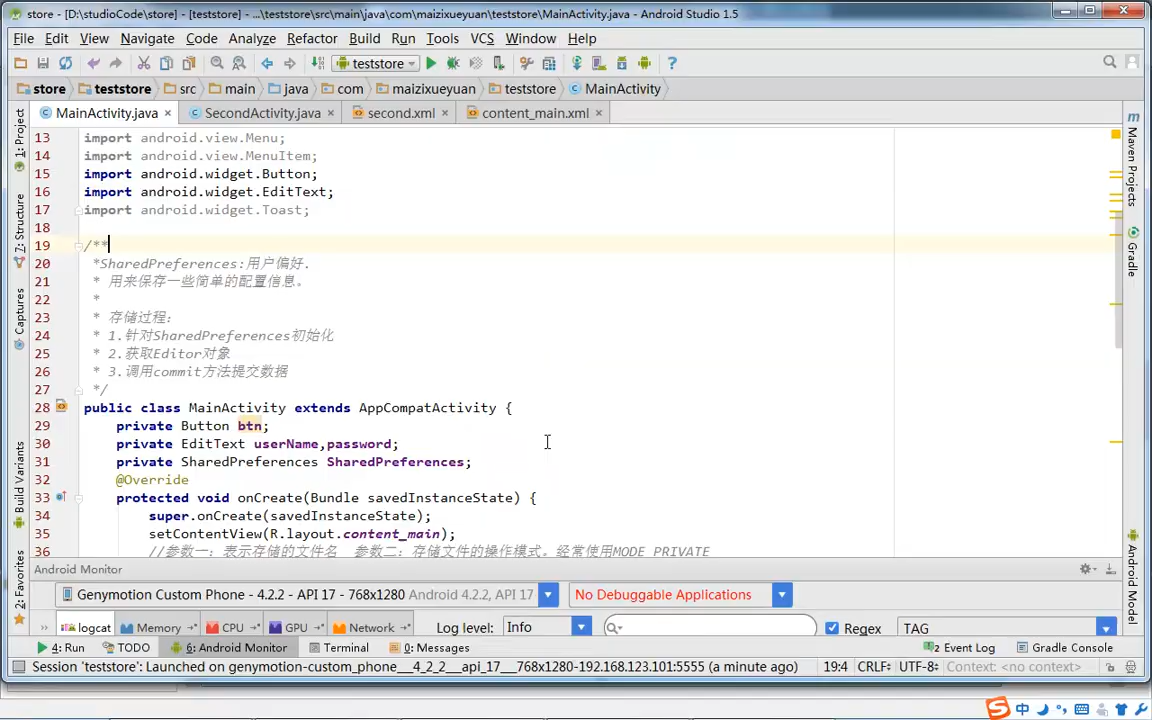 store - [D:\studioCode\store] - [teststore] - ...\teststore\src\main\java\com\maizixueyuan\teststore\MainActivity.java - Android Studio 1.5
File Edit View Navigate Code Analyze Refactor Build Run Tools VCS Window Help
teststore
store teststore src main java com maizixueyuan teststore MainActivity
MainActivity.java SecondActivity.java second.xml content_main.xml
13 import android.view.Menu;
14 import android.view.MenuItem;
15 import android.widget.Button;
16 import android.widget.EditText;
17 import android.widget.Toast;
18
19 /**
20 *SharedPreferences:用户偏好.
21 * 用来保存一些简单的配置信息。
22 *
23 * 存储过程:
24 * 1.针对SharedPreferences初始化
25 * 2.获取Editor对象
26 * 3.调用commit方法提交数据
27 */
28 public class MainActivity extends AppCompatActivity {
29 private Button btn;
30 private EditText userName,password;
31 private SharedPreferences SharedPreferences;
32 @Override
33 protected void onCreate(Bundle savedInstanceState) {
34 super.onCreate(savedInstanceState);
35 setContentView(R.layout.content_main);
36 //参数一: 表示存储的文件名 参数二: 存储文件的操作模式。经常使用MODE_PRIVATE
1: Project
7: Structure
Captures
Build Variants
2: Favorites
m
Maven Projects
Gradle
Android Model
Android Monitor
Genymotion Custom Phone - 4.2.2 - API 17 - 768x1280 Android 4.2.2, API 17 No Debuggable Applications
logcat Memory CPU GPU Network Log level: Info Regex TAG
4: Run TODO 6: Android Monitor Terminal 0: Messages 2 Event Log Gradle Console
Session 'teststore': Launched on genymotion-custom_phone__4_2_2__api_17__768x1280-192.168.123.101:5555 (a minute ago) 19:4 CRLF UTF-8 Context: <no context>
S 中